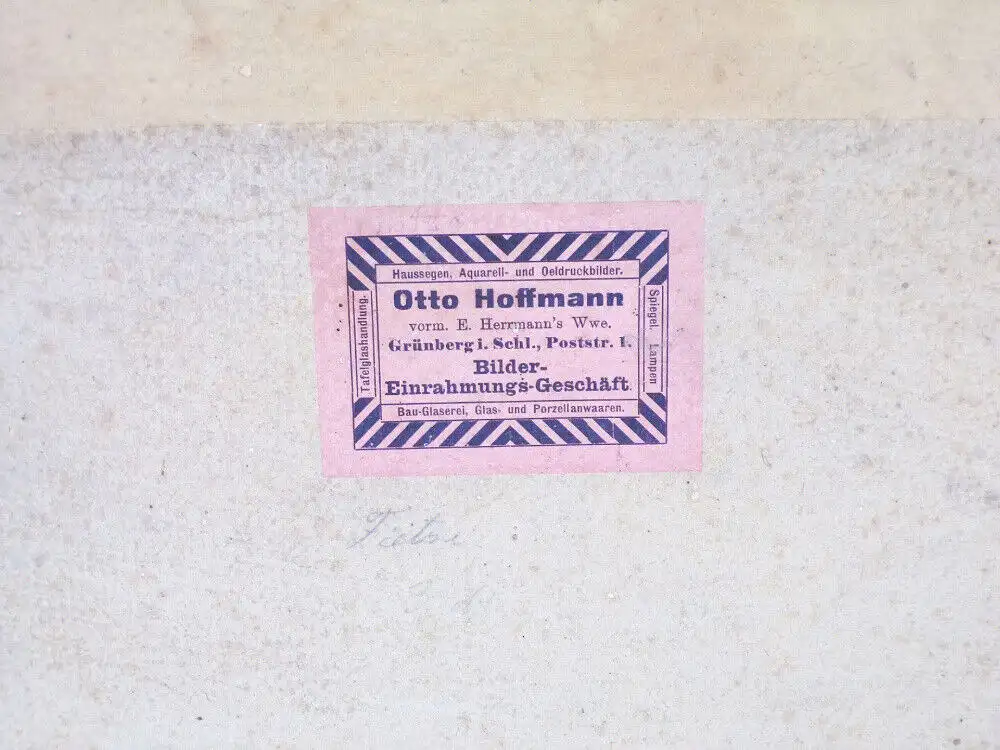 Haussegen, Aquarell- und Oeldruckbilder.
Tafelglashandlung.
Otto Hoffmann
vorm. E. Herrmann's Wwe.
Grünberg i. Schl., Poststr. 1.
Bilder-
Einrahmungs-Geschäft.
Spiegel. Lampen
Bau-Glaserei, Glas- und Porzellanwaaren.